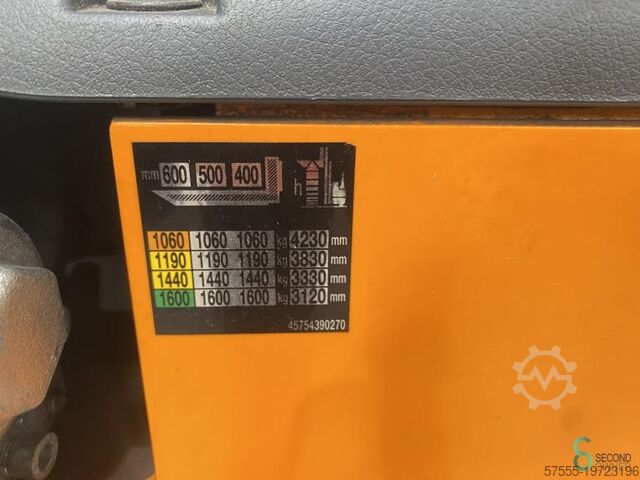 mm 600 500 400
h
1060 1060 1060 kg 4230 mm
1190 1190 1190 kg 3830 mm
1440 1440 1440 kg 3330 mm
1600 1600 1600 kg 3120 mm
45754390270
SECOND
57555-19723196